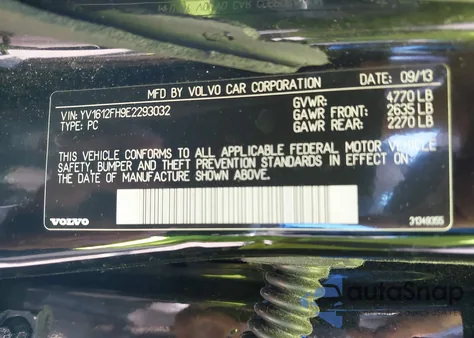 MFD BY VOLVO CAR CORPORATION DATE: 09/13
VIN: YV1612FH9E2293032 GVWR: 4770 LB
TYPE: PC GAWR FRONT: 2635 LB
GAWR REAR: 2270 LB
THIS VEHICLE CONFORMS TO ALL APPLICABLE FEDERAL MOTOR VEHICLE
SAFETY, BUMPER AND THEFT PREVENTION STANDARDS IN EFFECT ON
THE DATE OF MANUFACTURE SHOWN ABOVE.
VOLVO 31349355
autoSnap